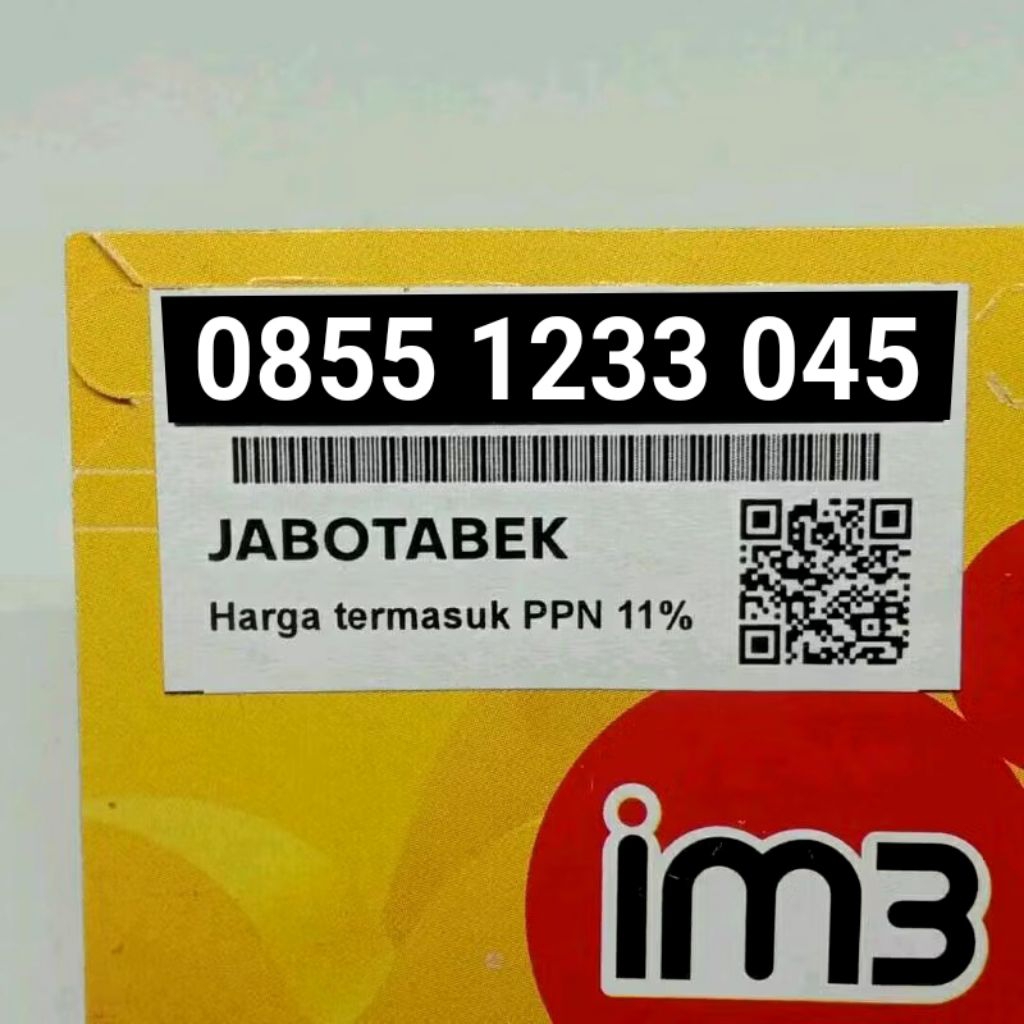 0855 1233 045
JABOTABEK
Harga termasuk PPN 11%
im3